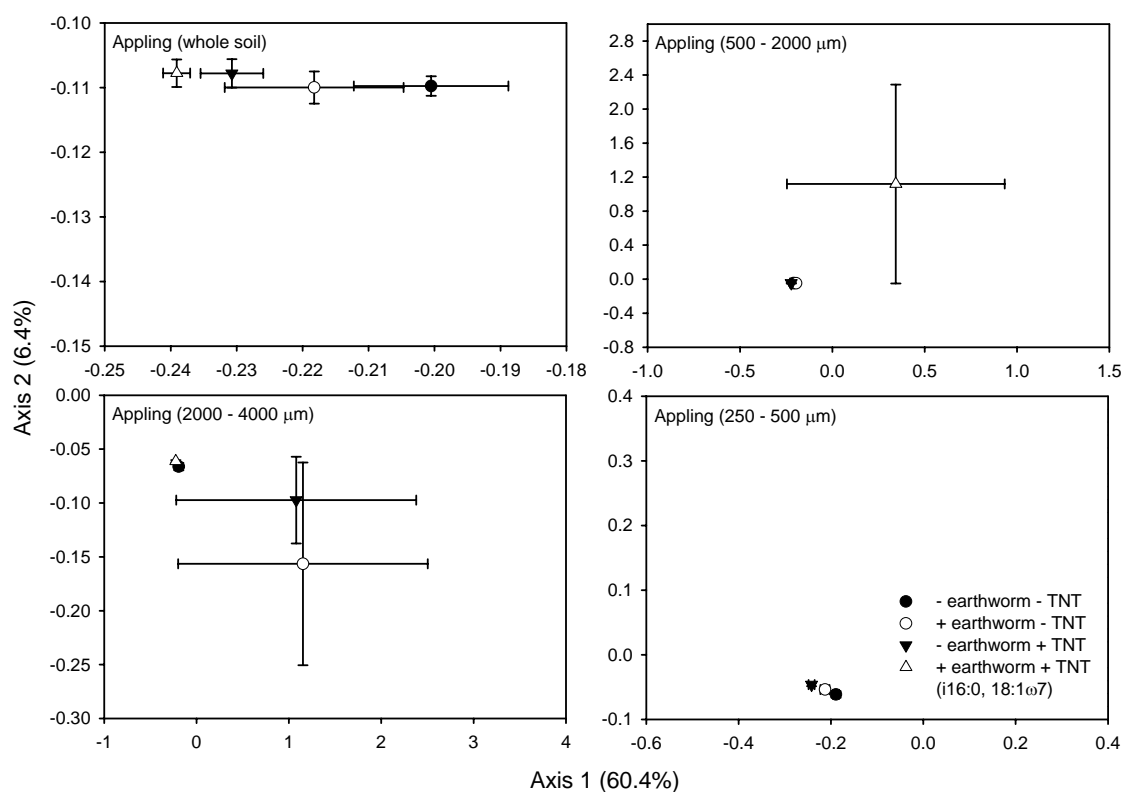 Axis 2 (6.4%)
Appling (whole soil)
-0.10
-0.11
-0.12
-0.13
-0.14
-0.15
-0.25 -0.24 -0.23 -0.22 -0.21 -0.20 -0.19 -0.18
Appling (500 - 2000 μm)
2.8
2.4
2.0
1.6
1.2
0.8
0.4
0.0
-0.4
-0.8
-1.0 -0.5 0.0 0.5 1.0 1.5
Appling (2000 - 4000 μm)
0.00
-0.05
-0.10
-0.15
-0.20
-0.25
-0.30
-1 0 1 2 3 4
Appling (250 - 500 μm)
0.4
0.3
0.2
0.1
0.0
-0.1
- earthworm - TNT
+ earthworm - TNT
- earthworm + TNT
+ earthworm + TNT
(i16:0, 18:1ω7)
-0.6 -0.4 -0.2 0.0 0.2 0.4
Axis 1 (60.4%)